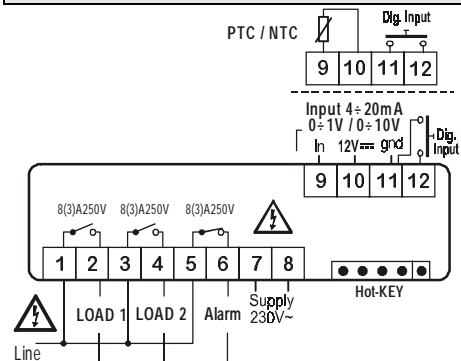 Dig. Input
PTC / NTC
9 10 11 12
Input 4÷20mA
0÷1V / 0÷10V
In 12V⎓ gnd
Dig.
Input
9 10 11 12
8(3)A250V 8(3)A250V 8(3)A250V
1 2 3 4 5 6 7 8
Hot-KEY
LOAD 1 LOAD 2 Alarm Supply
230V~
Line